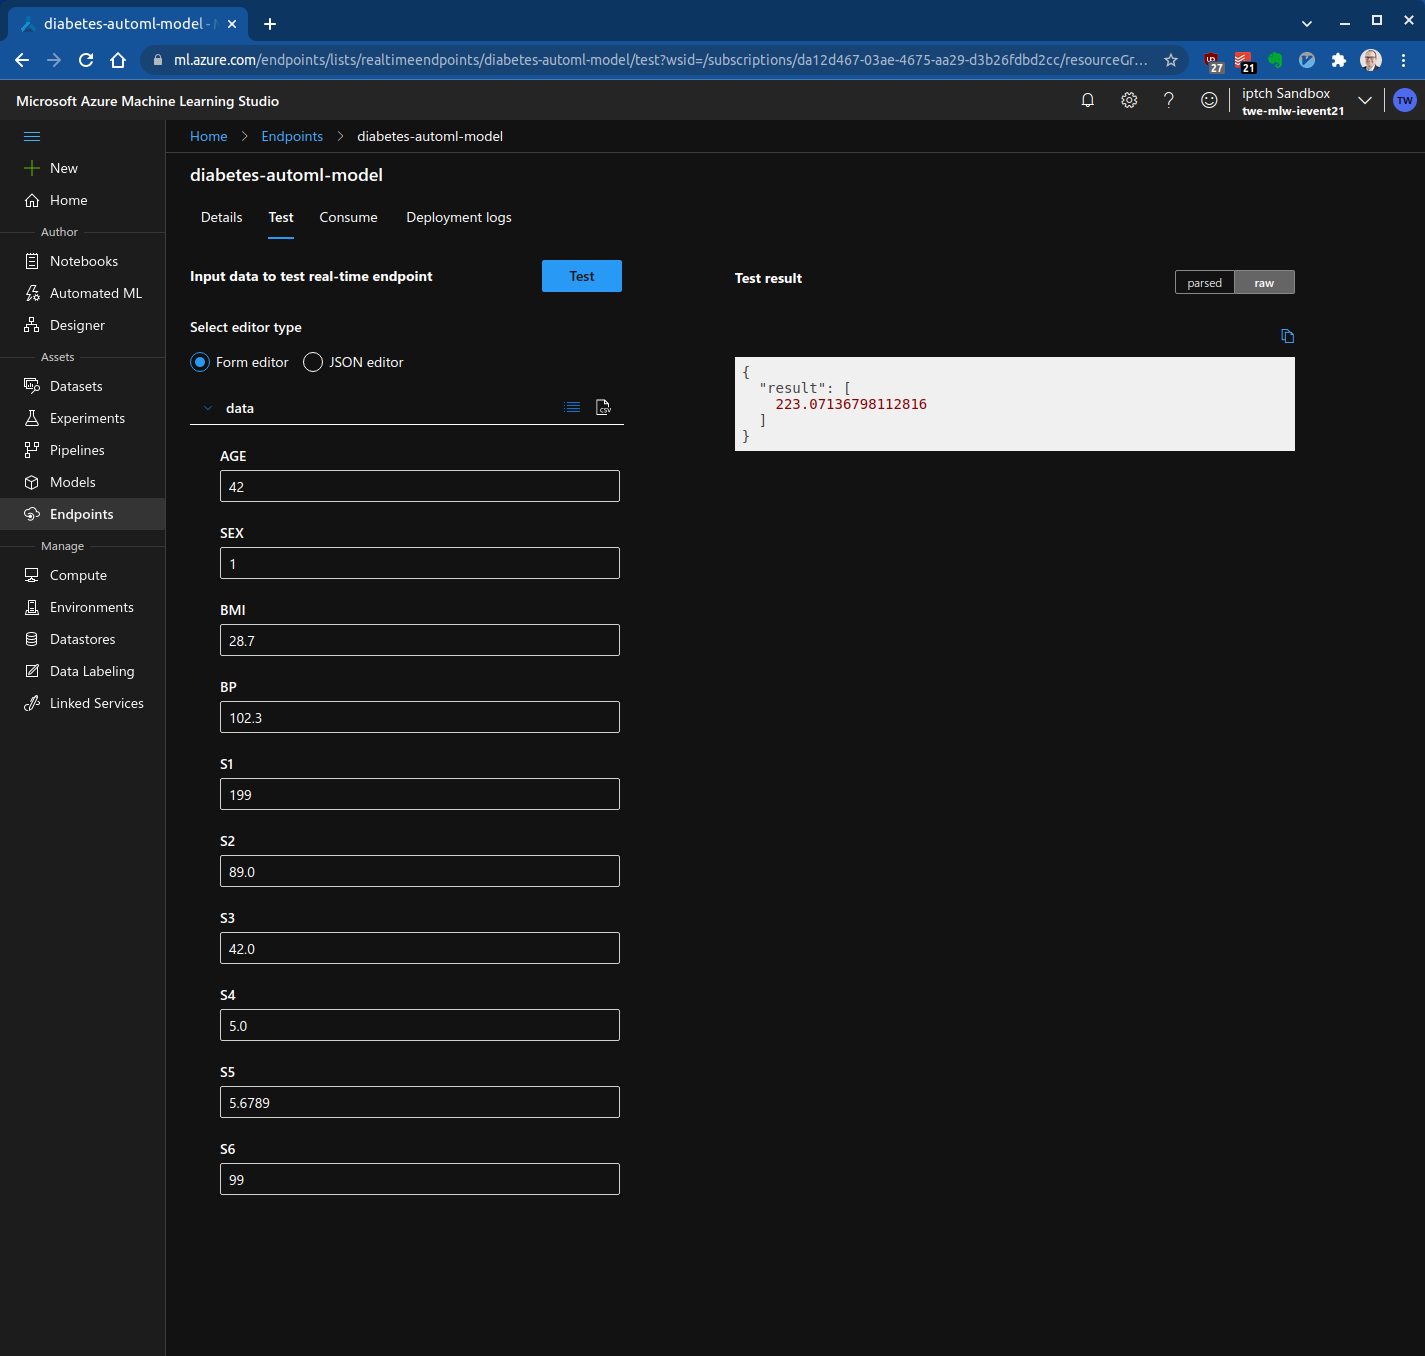 diabetes-automl-model - 
ml.azure.com/endpoints/lists/realtimeendpoints/diabetes-automl-model/test?wsid=/subscriptions/da12d467-03ae-4675-aa29-d3b26fdbd2cc/resourceGr...
27
21
Microsoft Azure Machine Learning Studio
iptch Sandbox
twe-mlw-ievent21
TW
Home > Endpoints > diabetes-automl-model
New
Home
Author
Notebooks
Automated ML
Designer
Assets
Datasets
Experiments
Pipelines
Models
Endpoints
Manage
Compute
Environments
Datastores
Data Labeling
Linked Services
diabetes-automl-model
Details Test Consume Deployment logs
Input data to test real-time endpoint
Test
Select editor type
Form editor JSON editor
data
CSV
AGE
42
SEX
1
BMI
28.7
BP
102.3
S1
199
S2
89.0
S3
42.0
S4
5.0
S5
5.6789
S6
99
Test result
parsed raw
{
"result": [
223.07136798112816
]
}